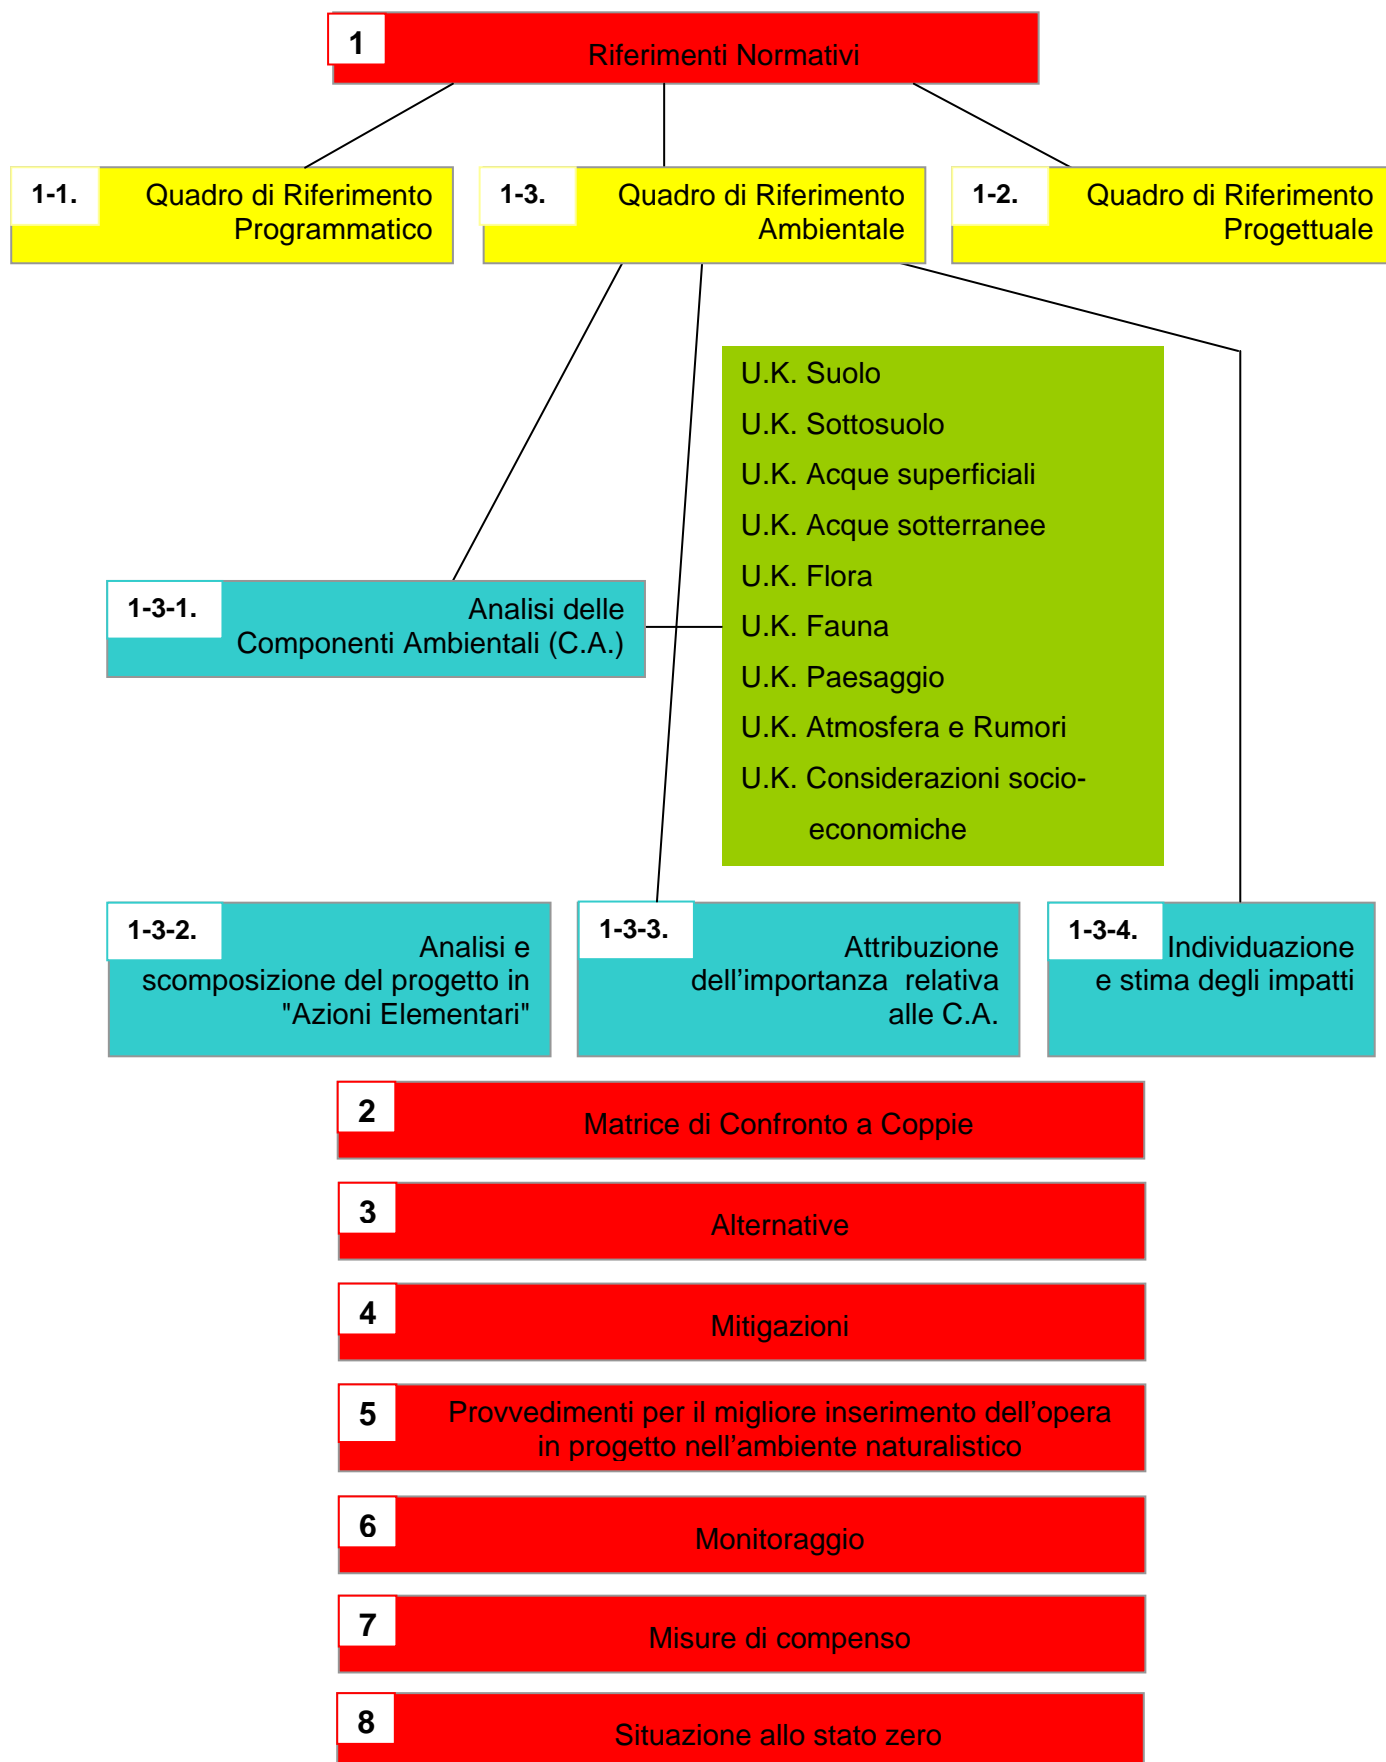 1
Riferimenti Normativi
1-1.
Quadro di Riferimento
Programmatico
1-3.
Quadro di Riferimento
Ambientale
1-2.
Quadro di Riferimento
Progettuale
U.K. Suolo
U.K. Sottosuolo
U.K. Acque superficiali
U.K. Acque sotterranee
U.K. Flora
U.K. Fauna
U.K. Paesaggio
U.K. Atmosfera e Rumori
U.K. Considerazioni socio-
economiche
1-3-1.
Analisi delle
Componenti Ambientali (C.A.)
1-3-2.
Analisi e
scomposizione del progetto in
"Azioni Elementari"
1-3-3.
Attribuzione
dell’importanza relativa
alle C.A.
1-3-4.
Individuazione
e stima degli impatti
2
Matrice di Confronto a Coppie
3
Alternative
4
Mitigazioni
5
Provvedimenti per il migliore inserimento dell’opera
in progetto nell’ambiente naturalistico
6
Monitoraggio
7
Misure di compenso
8
Situazione allo stato zero